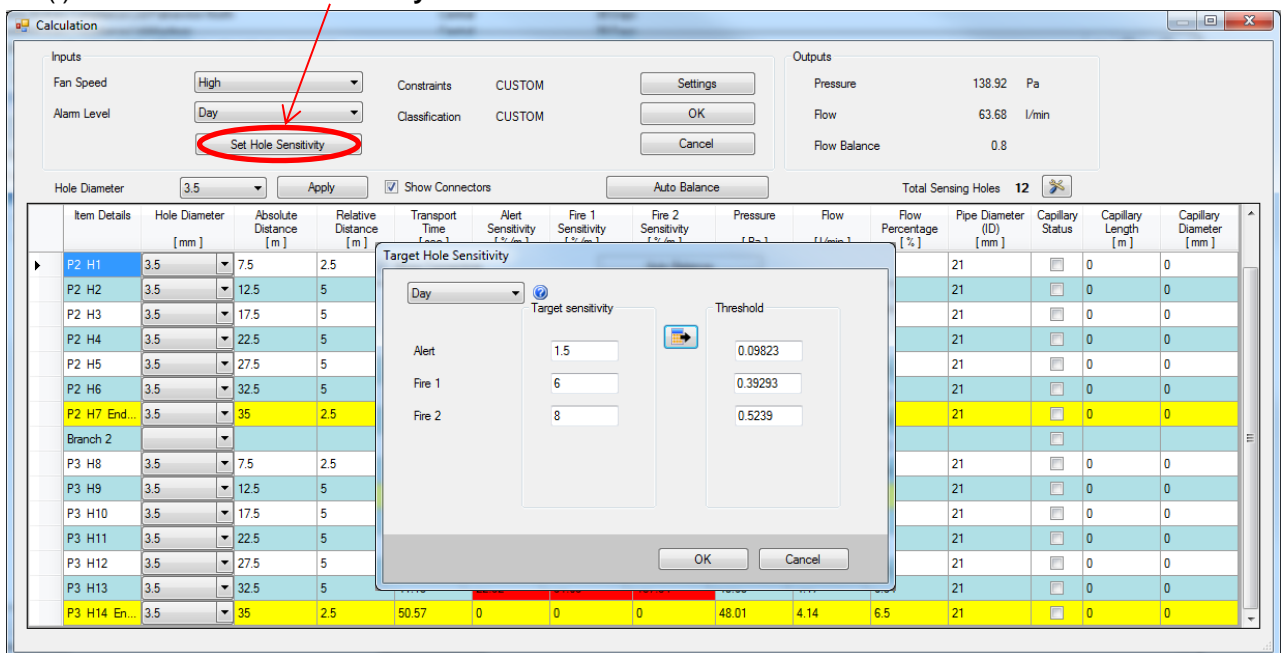 Calculation
Inputs
Outputs
Fan Speed High Constraints CUSTOM Settings Pressure 138.92 Pa
Alarm Level Day Classification CUSTOM OK Flow 63.68 l/min
Set Hole Sensitivity Cancel Flow Balance 0.8
Hole Diameter 3.5 Apply Show Connectors Auto Balance Total Sensing Holes 12
Item Details Hole Diameter Absolute Relative Transport Alert Fire 1 Fire 2 Pressure Flow Flow Pipe Diameter Capillary Capillary Capillary
Distance Distance Time Sensitivity Sensitivity Sensitivity Percentage (ID) Status Length Diameter
[ mm ] [ m ] [ m ] [ % ] [ mm ] [ m ] [ mm ]
Target Hole Sensitivity
P2 H1 3.5 7.5 2.5 21 0 0
P2 H2 3.5 12.5 5 21 0 0
P2 H3 3.5 17.5 5 21 0 0
P2 H4 3.5 22.5 5 21 0 0
P2 H5 3.5 27.5 5 21 0 0
P2 H6 3.5 32.5 5 21 0 0
P2 H7 End... 3.5 35 2.5 21 0 0
Branch 2
P3 H8 3.5 7.5 2.5 21 0 0
P3 H9 3.5 12.5 5 21 0 0
P3 H10 3.5 17.5 5 21 0 0
P3 H11 3.5 22.5 5 21 0 0
P3 H12 3.5 27.5 5 21 0 0
P3 H13 3.5 32.5 5 21 0 0
P3 H14 En... 3.5 35 2.5 50.57 0 0 0 48.01 4.14 6.5 21 0 0
Day
Target sensitivity Threshold
Alert 1.5 0.09823
Fire 1 6 0.39293
Fire 2 8 0.5239
OK Cancel